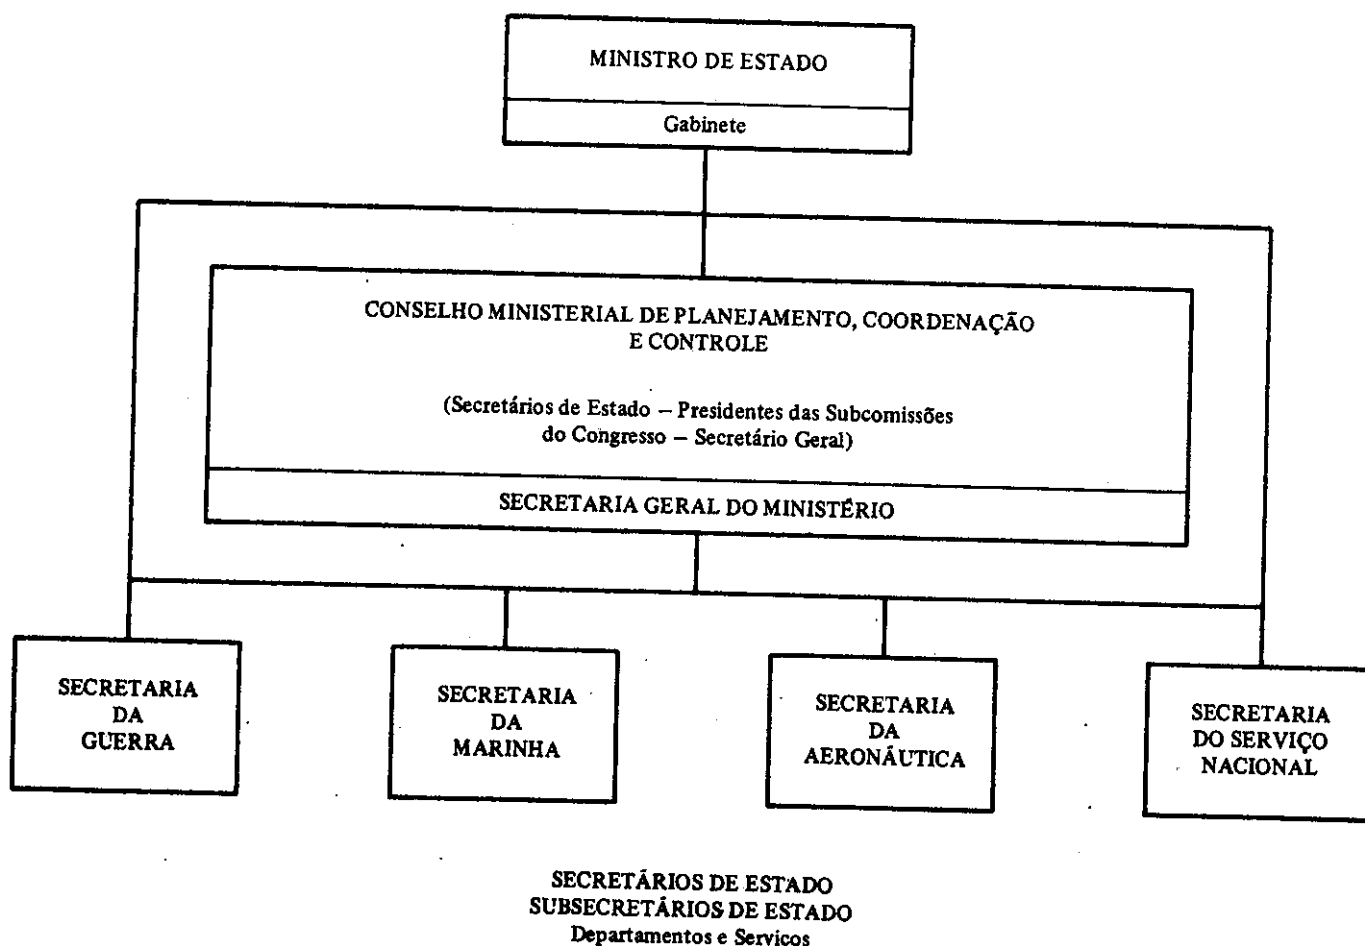 MINISTRO DE ESTADO
Gabinete
CONSELHO MINISTERIAL DE PLANEJAMENTO, COORDENAÇÃO
E CONTROLE
(Secretários de Estado — Presidentes das Subcomissões
do Congresso — Secretário Geral)
SECRETARIA GERAL DO MINISTÉRIO
SECRETARIA
DA
GUERRA
SECRETARIA
DA
MARINHA
SECRETARIA
DA
AERONÁUTICA
SECRETARIA
DO SERVIÇO
NACIONAL
SECRETÁRIOS DE ESTADO
SUBSECRETÁRIOS DE ESTADO
Departamentos e Serviços